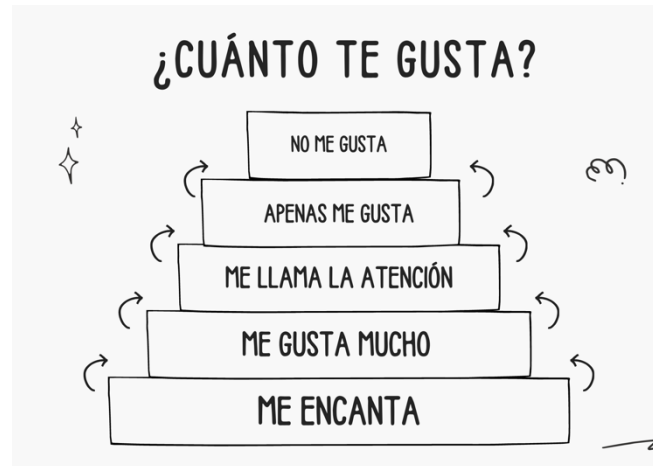 ¿CUÁNTO TE GUSTA?
NO ME GUSTA
APENAS ME GUSTA
ME LLAMA LA ATENCIÓN
ME GUSTA MUCHO
ME ENCANTA